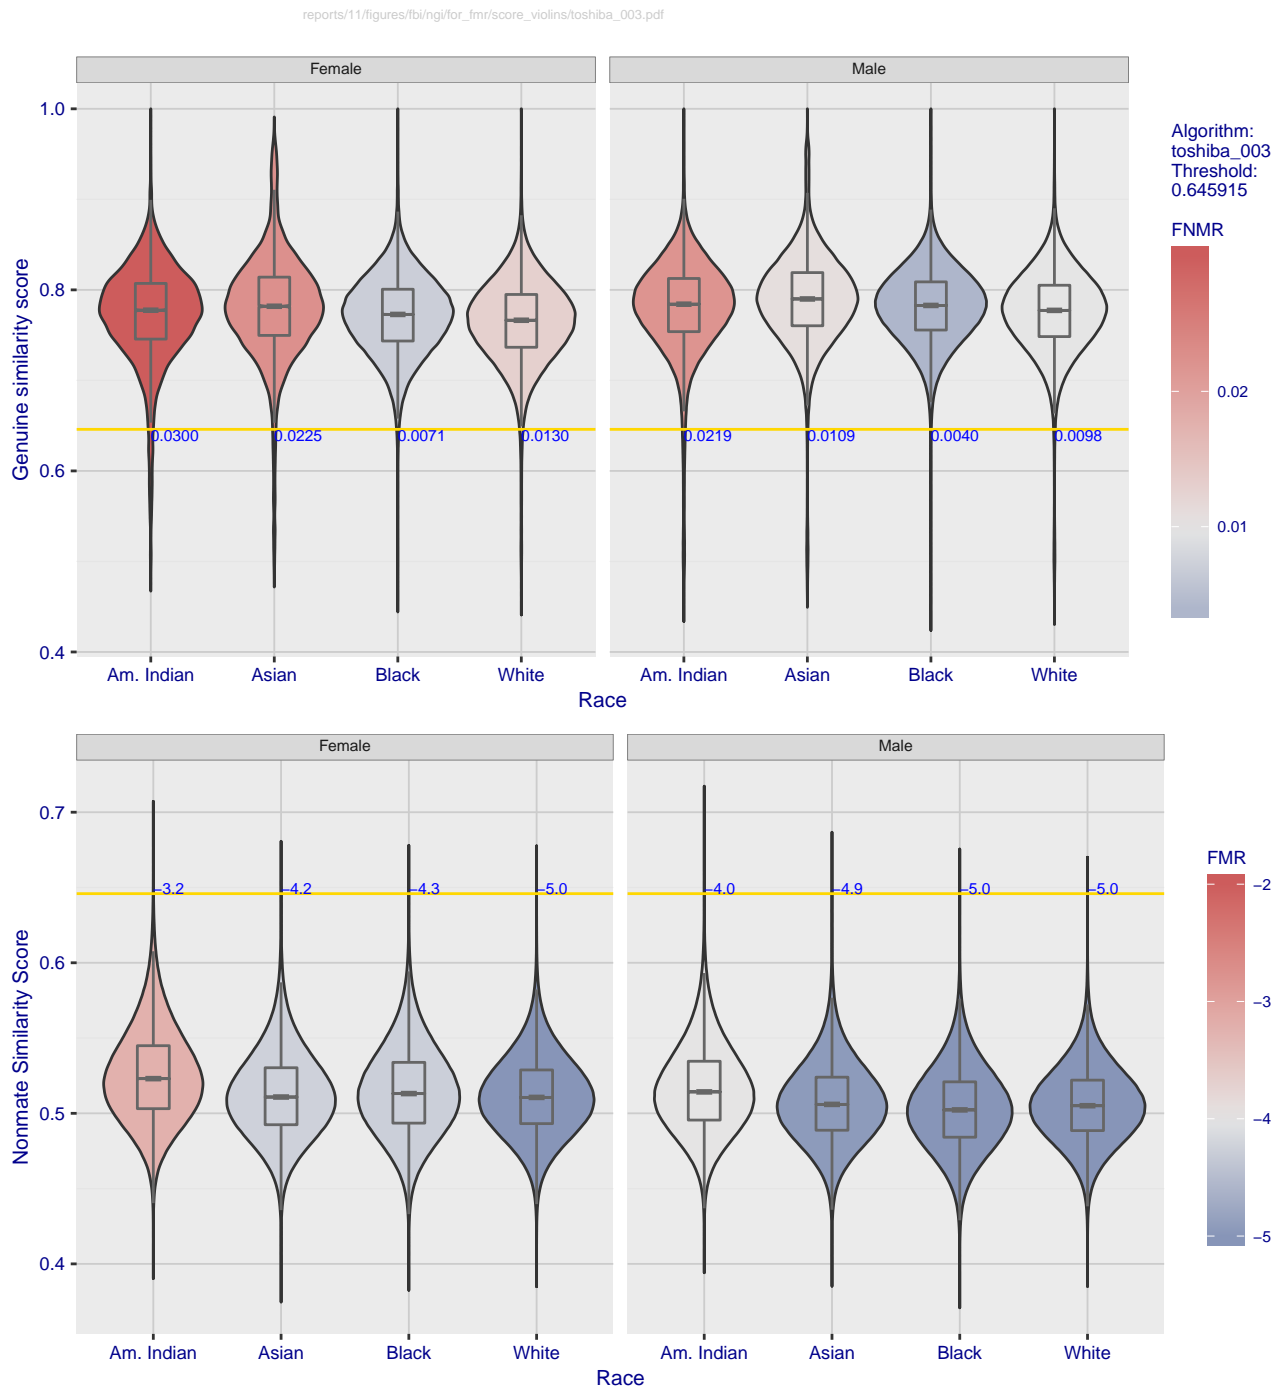 reports/11/figures/fbi/ngi/for_fmr/score_violins/toshiba_003.pdf
Female
Male
Genuine similarity score
1.0
0.8
0.6
0.4
0.0300
0.0225
0.0071
0.0130
0.0219
0.0109
0.0040
0.0098
Am. Indian
Asian
Black
White
Am. Indian
Asian
Black
White
Race
Algorithm:
toshiba_003
Threshold:
0.645915
FNMR
0.02
0.01
Female
Male
Nonmate Similarity Score
0.7
0.6
0.5
0.4
−3.2
−4.2
−4.3
−5.0
−4.0
−4.9
−5.0
−5.0
Am. Indian
Asian
Black
White
Am. Indian
Asian
Black
White
Race
FMR
−2
−3
−4
−5